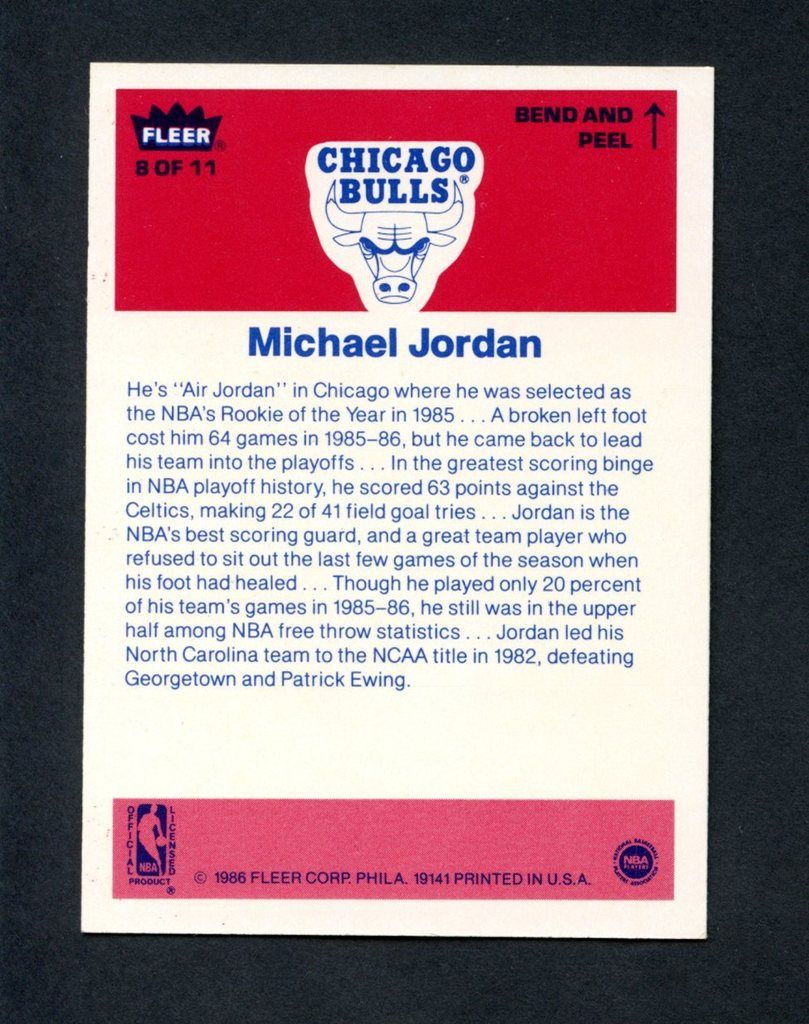 FLEER®
8 OF 11
BEND AND
PEEL
CHICAGO
BULLS®
Michael Jordan
He's "Air Jordan" in Chicago where he was selected as
the NBA's Rookie of the Year in 1985 . . . A broken left foot
cost him 64 games in 1985–86, but he came back to lead
his team into the playoffs . . . In the greatest scoring binge
in NBA playoff history, he scored 63 points against the
Celtics, making 22 of 41 field goal tries . . . Jordan is the
NBA's best scoring guard, and a great team player who
refused to sit out the last few games of the season when
his foot had healed . . . Though he played only 20 percent
of his team's games in 1985–86, he still was in the upper
half among NBA free throw statistics . . . Jordan led his
North Carolina team to the NCAA title in 1982, defeating
Georgetown and Patrick Ewing.
OFFICIAL
LICENSED
NBA
PRODUCT®
© 1986 FLEER CORP. PHILA. 19141 PRINTED IN U.S.A.
NATIONAL BASKETBALL
NBA
PLAYERS
PLAYERS ASSOCIATION